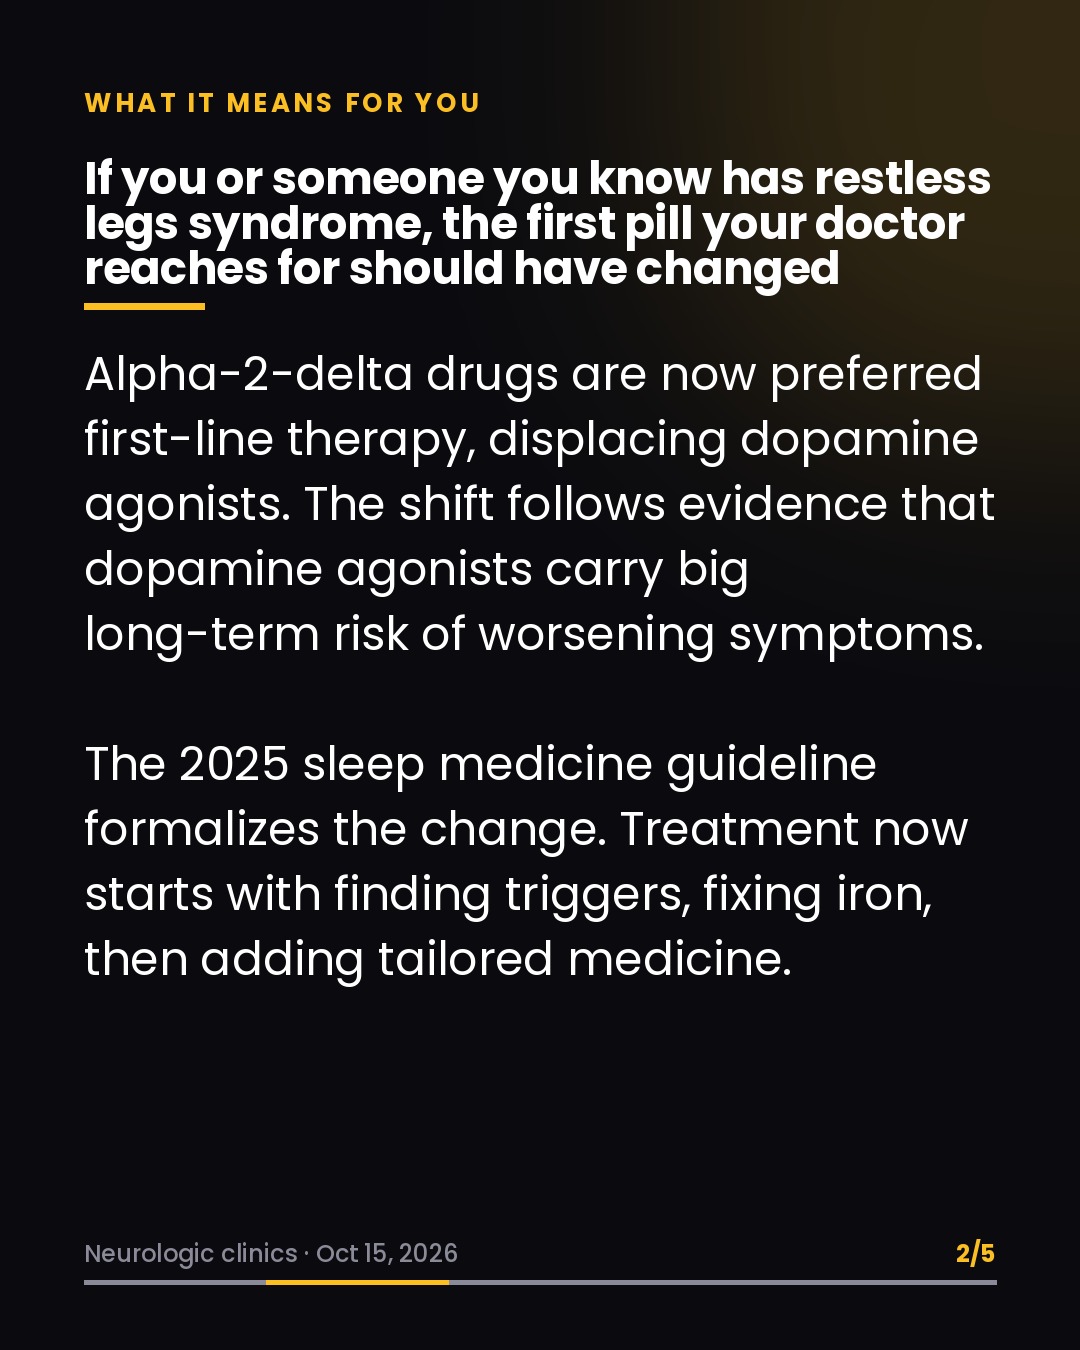 WHAT IT MEANS FOR YOU
If you or someone you know has restless
legs syndrome, the first pill your doctor
reaches for should have changed
Alpha-2-delta drugs are now preferred
first-line therapy, displacing dopamine
agonists. The shift follows evidence that
dopamine agonists carry big
long-term risk of worsening symptoms.
The 2025 sleep medicine guideline
formalizes the change. Treatment now
starts with finding triggers, fixing iron,
then adding tailored medicine.
Neurologic clinics · Oct 15, 2026
2/5